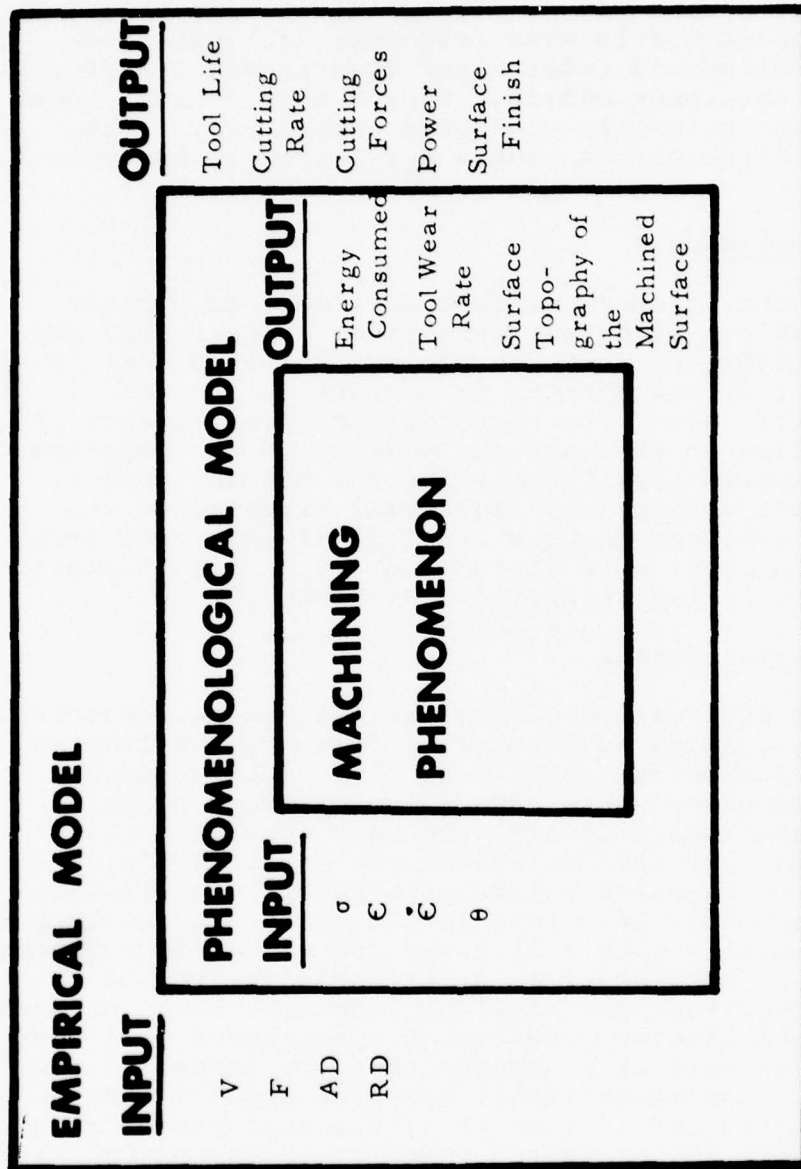 EMPIRICAL MODEL
INPUT
V
F
AD
RD
PHENOMENOLOGICAL MODEL
INPUT
σ
ϵ
ϵ̇
θ
MACHINING
PHENOMENON
OUTPUT
Energy
Consumed
Tool Wear
Rate
Surface
Topo-
graphy of
the
Machined
Surface
OUTPUT
Tool Life
Cutting
Rate
Cutting
Forces
Power
Surface
Finish